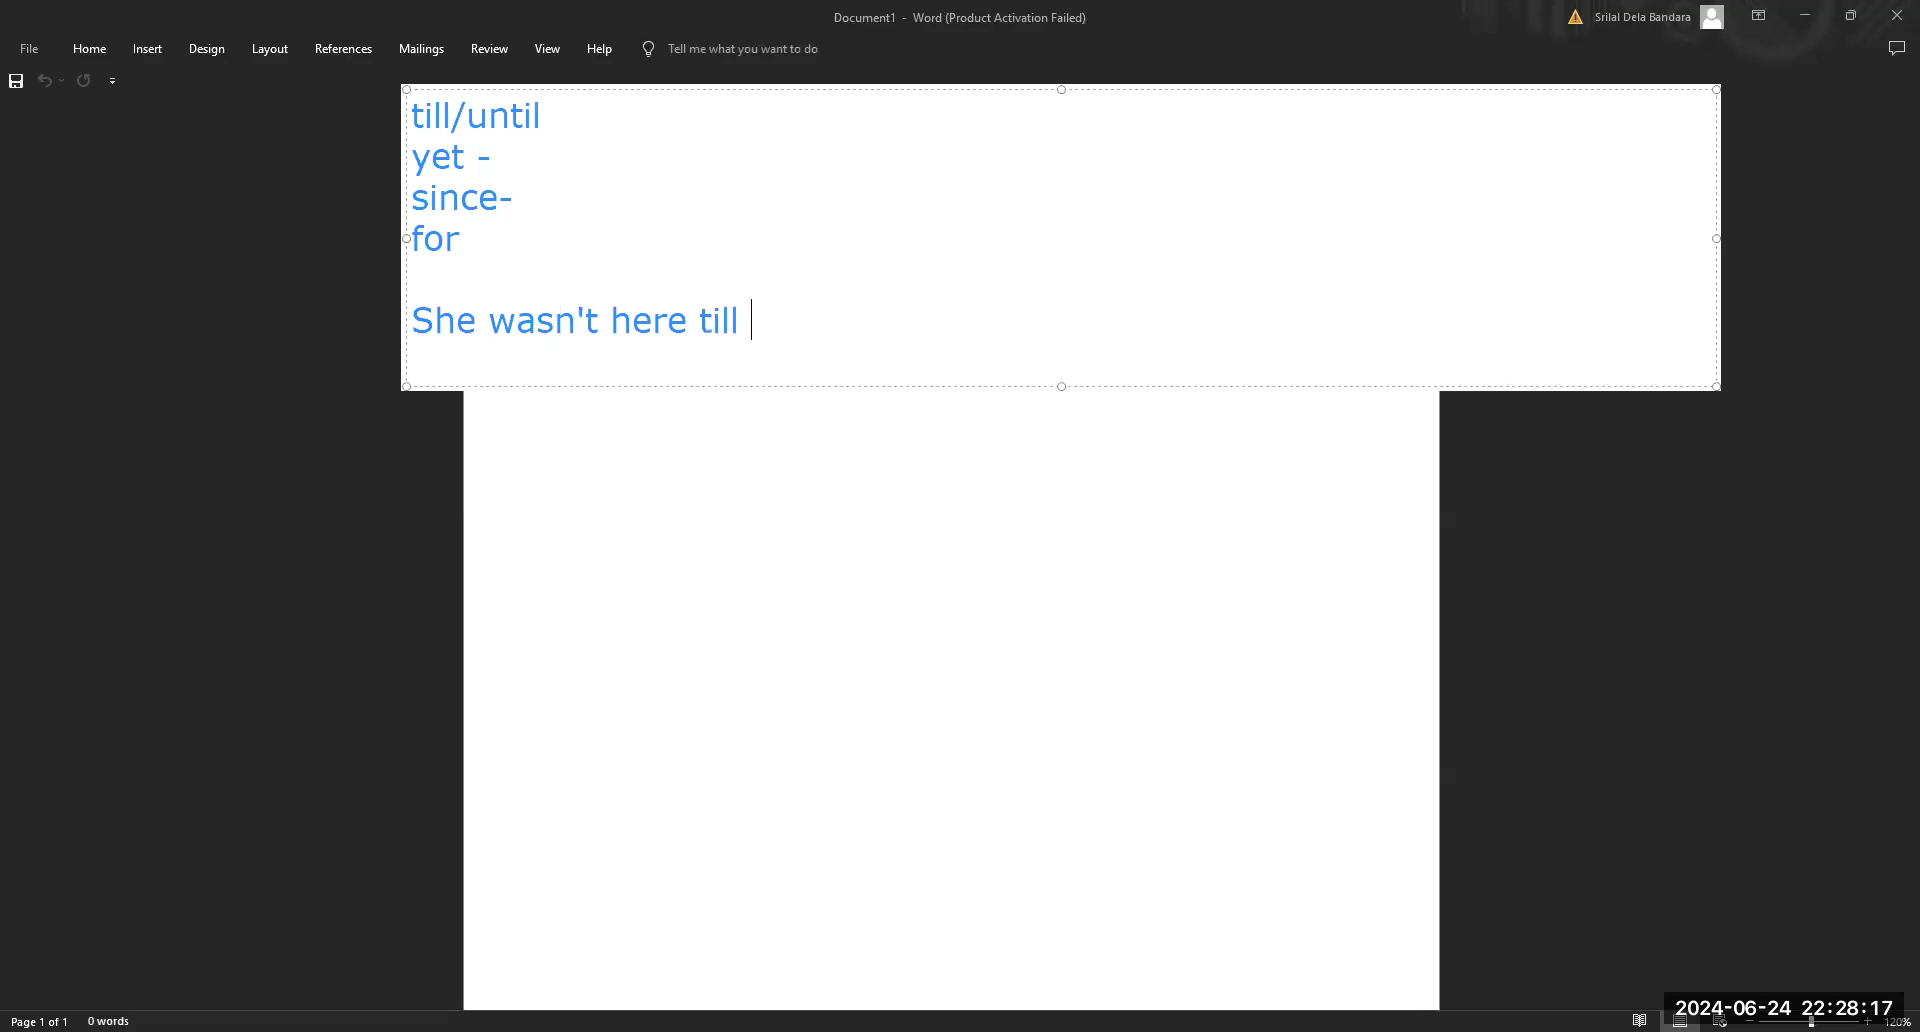 Document1 - Word (Product Activation Failed)
Srilal Dela Bandara
File Home Insert Design Layout References Mailings Review View Help Tell me what you want to do
till/until
yet -
since-
for
She wasn't here till
2024-06-24 22:28:17
Page 1 of 1 0 words
120%